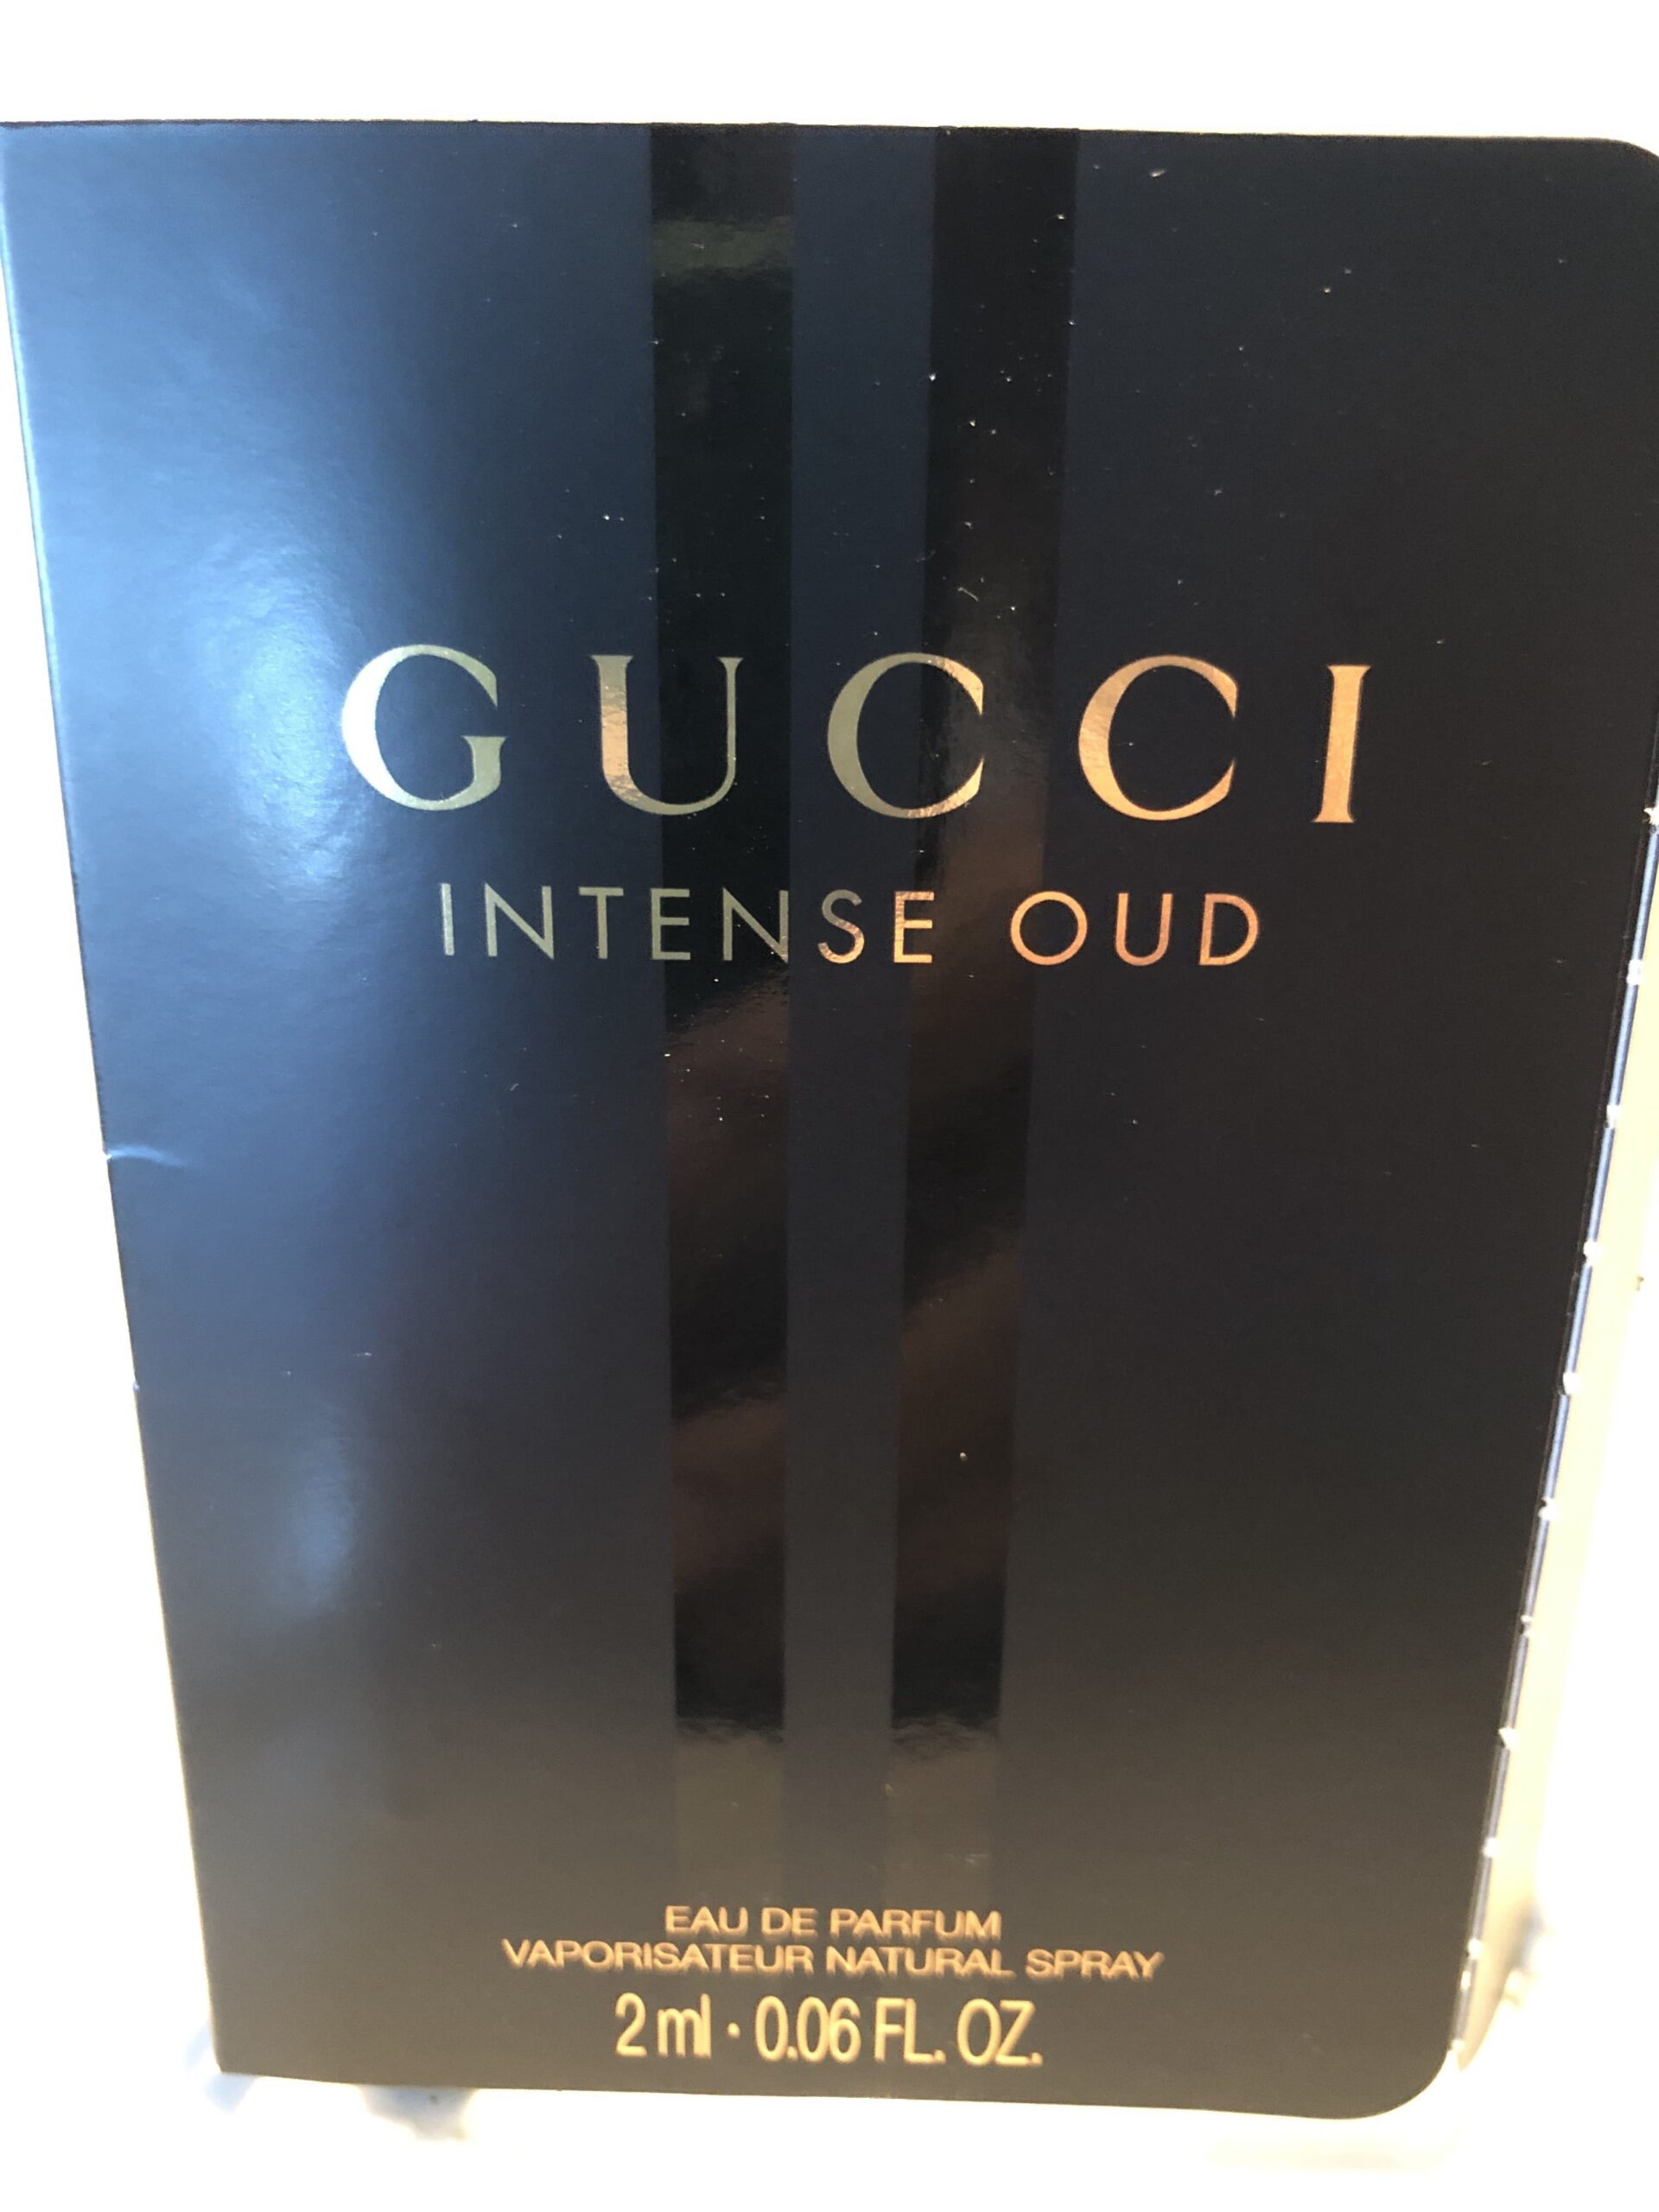 GUCCI
INTENSE OUD
EAU DE PARFUM
VAPORISATEUR NATURAL SPRAY
2 ml · 0.06 FL. OZ.